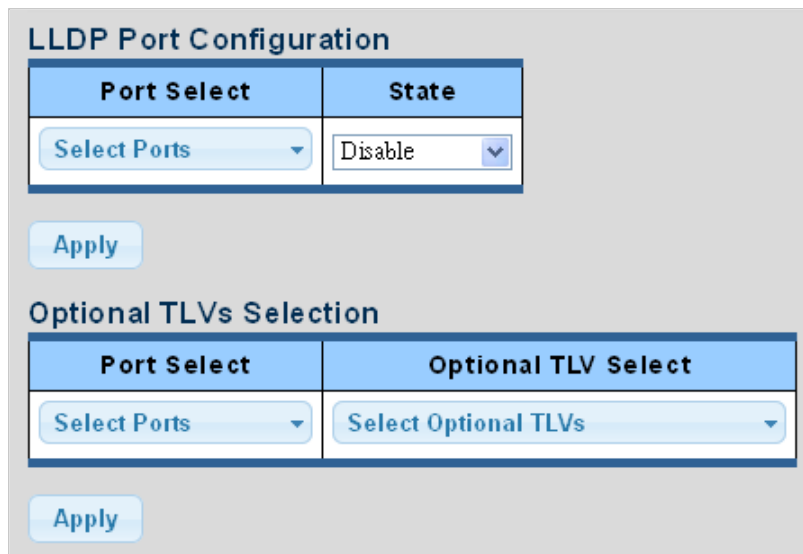 LLDP Port Configuration
Port Select State
Select Ports Disable
Apply
Optional TLVs Selection
Port Select Optional TLV Select
Select Ports Select Optional TLVs
Apply